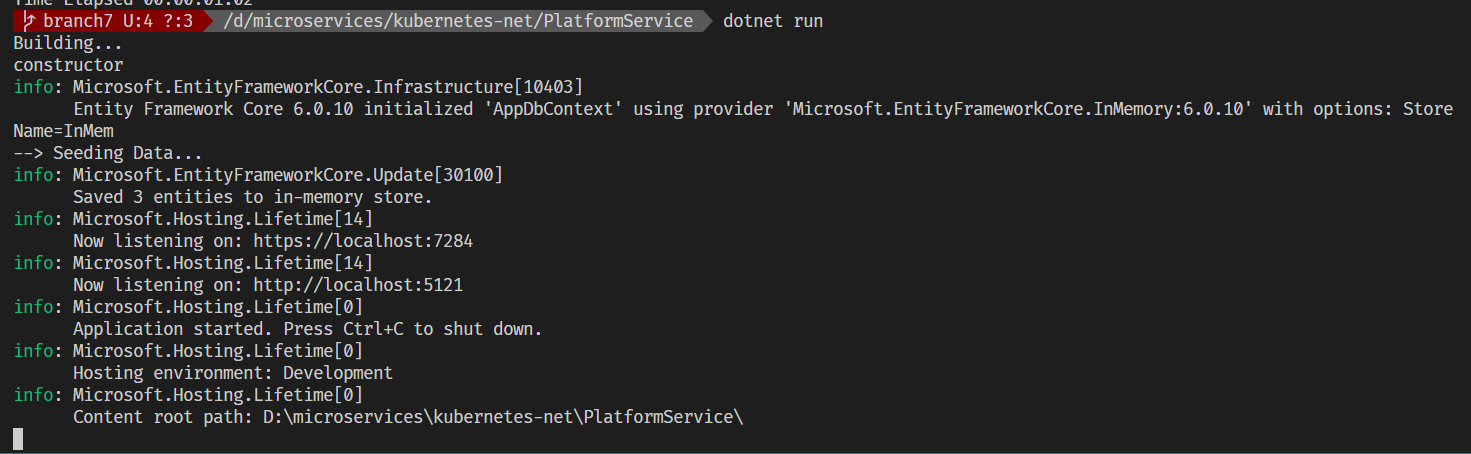 Time Elapsed 00:00:01.02
branch7 U:4 ?:3 /d/microservices/kubernetes-net/PlatformService dotnet run
Building...
constructor
info: Microsoft.EntityFrameworkCore.Infrastructure[10403]
Entity Framework Core 6.0.10 initialized 'AppDbContext' using provider 'Microsoft.EntityFrameworkCore.InMemory:6.0.10' with options: Store
Name=InMem
--> Seeding Data...
info: Microsoft.EntityFrameworkCore.Update[30100]
Saved 3 entities to in-memory store.
info: Microsoft.Hosting.Lifetime[14]
Now listening on: https://localhost:7284
info: Microsoft.Hosting.Lifetime[14]
Now listening on: http://localhost:5121
info: Microsoft.Hosting.Lifetime[0]
Application started. Press Ctrl+C to shut down.
info: Microsoft.Hosting.Lifetime[0]
Hosting environment: Development
info: Microsoft.Hosting.Lifetime[0]
Content root path: D:\microservices\kubernetes-net\PlatformService\